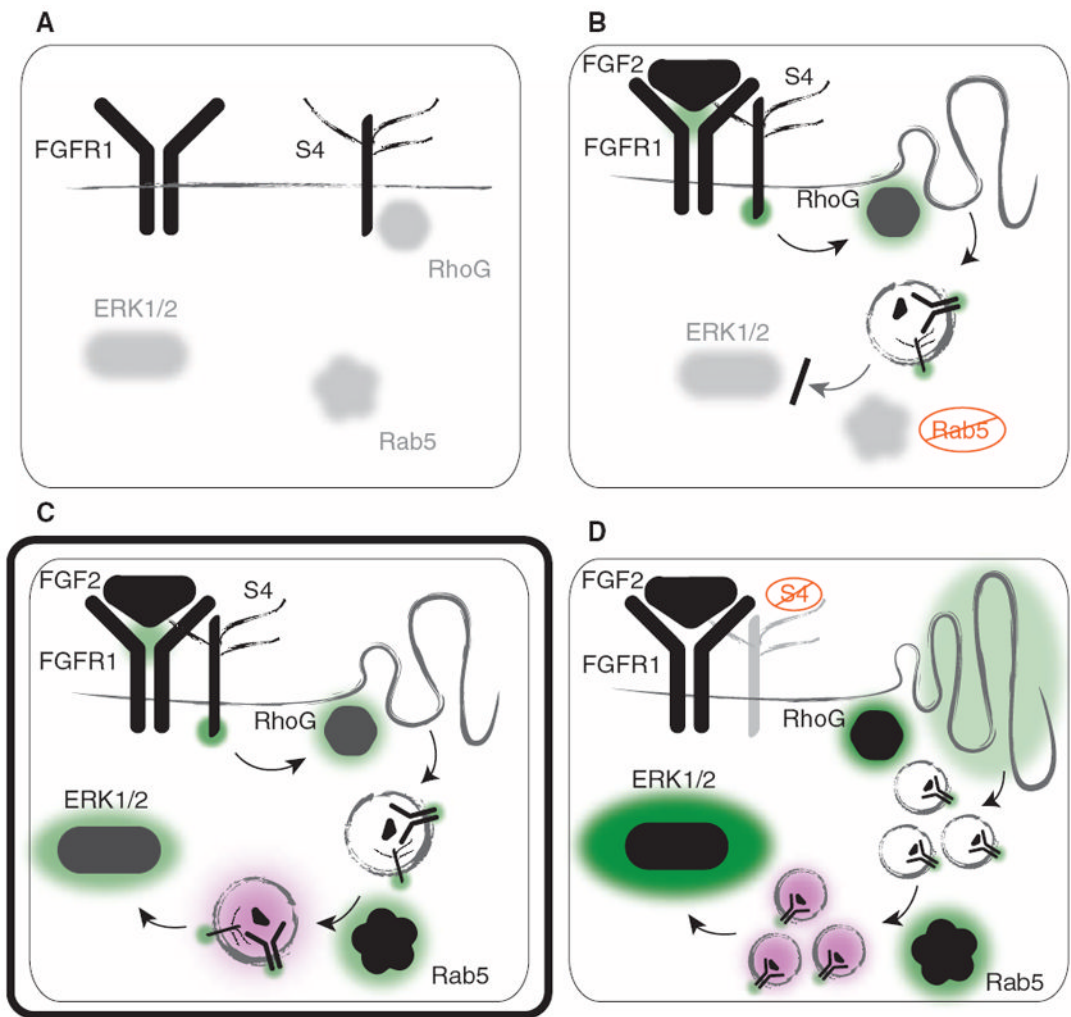 A
FGFR1
S4
RhoG
ERK1/2
Rab5
B
FGF2
S4
FGFR1
RhoG
ERK1/2
Rab5
C
FGF2
S4
FGFR1
RhoG
ERK1/2
Rab5
D
FGF2
S4
FGFR1
RhoG
ERK1/2
Rab5